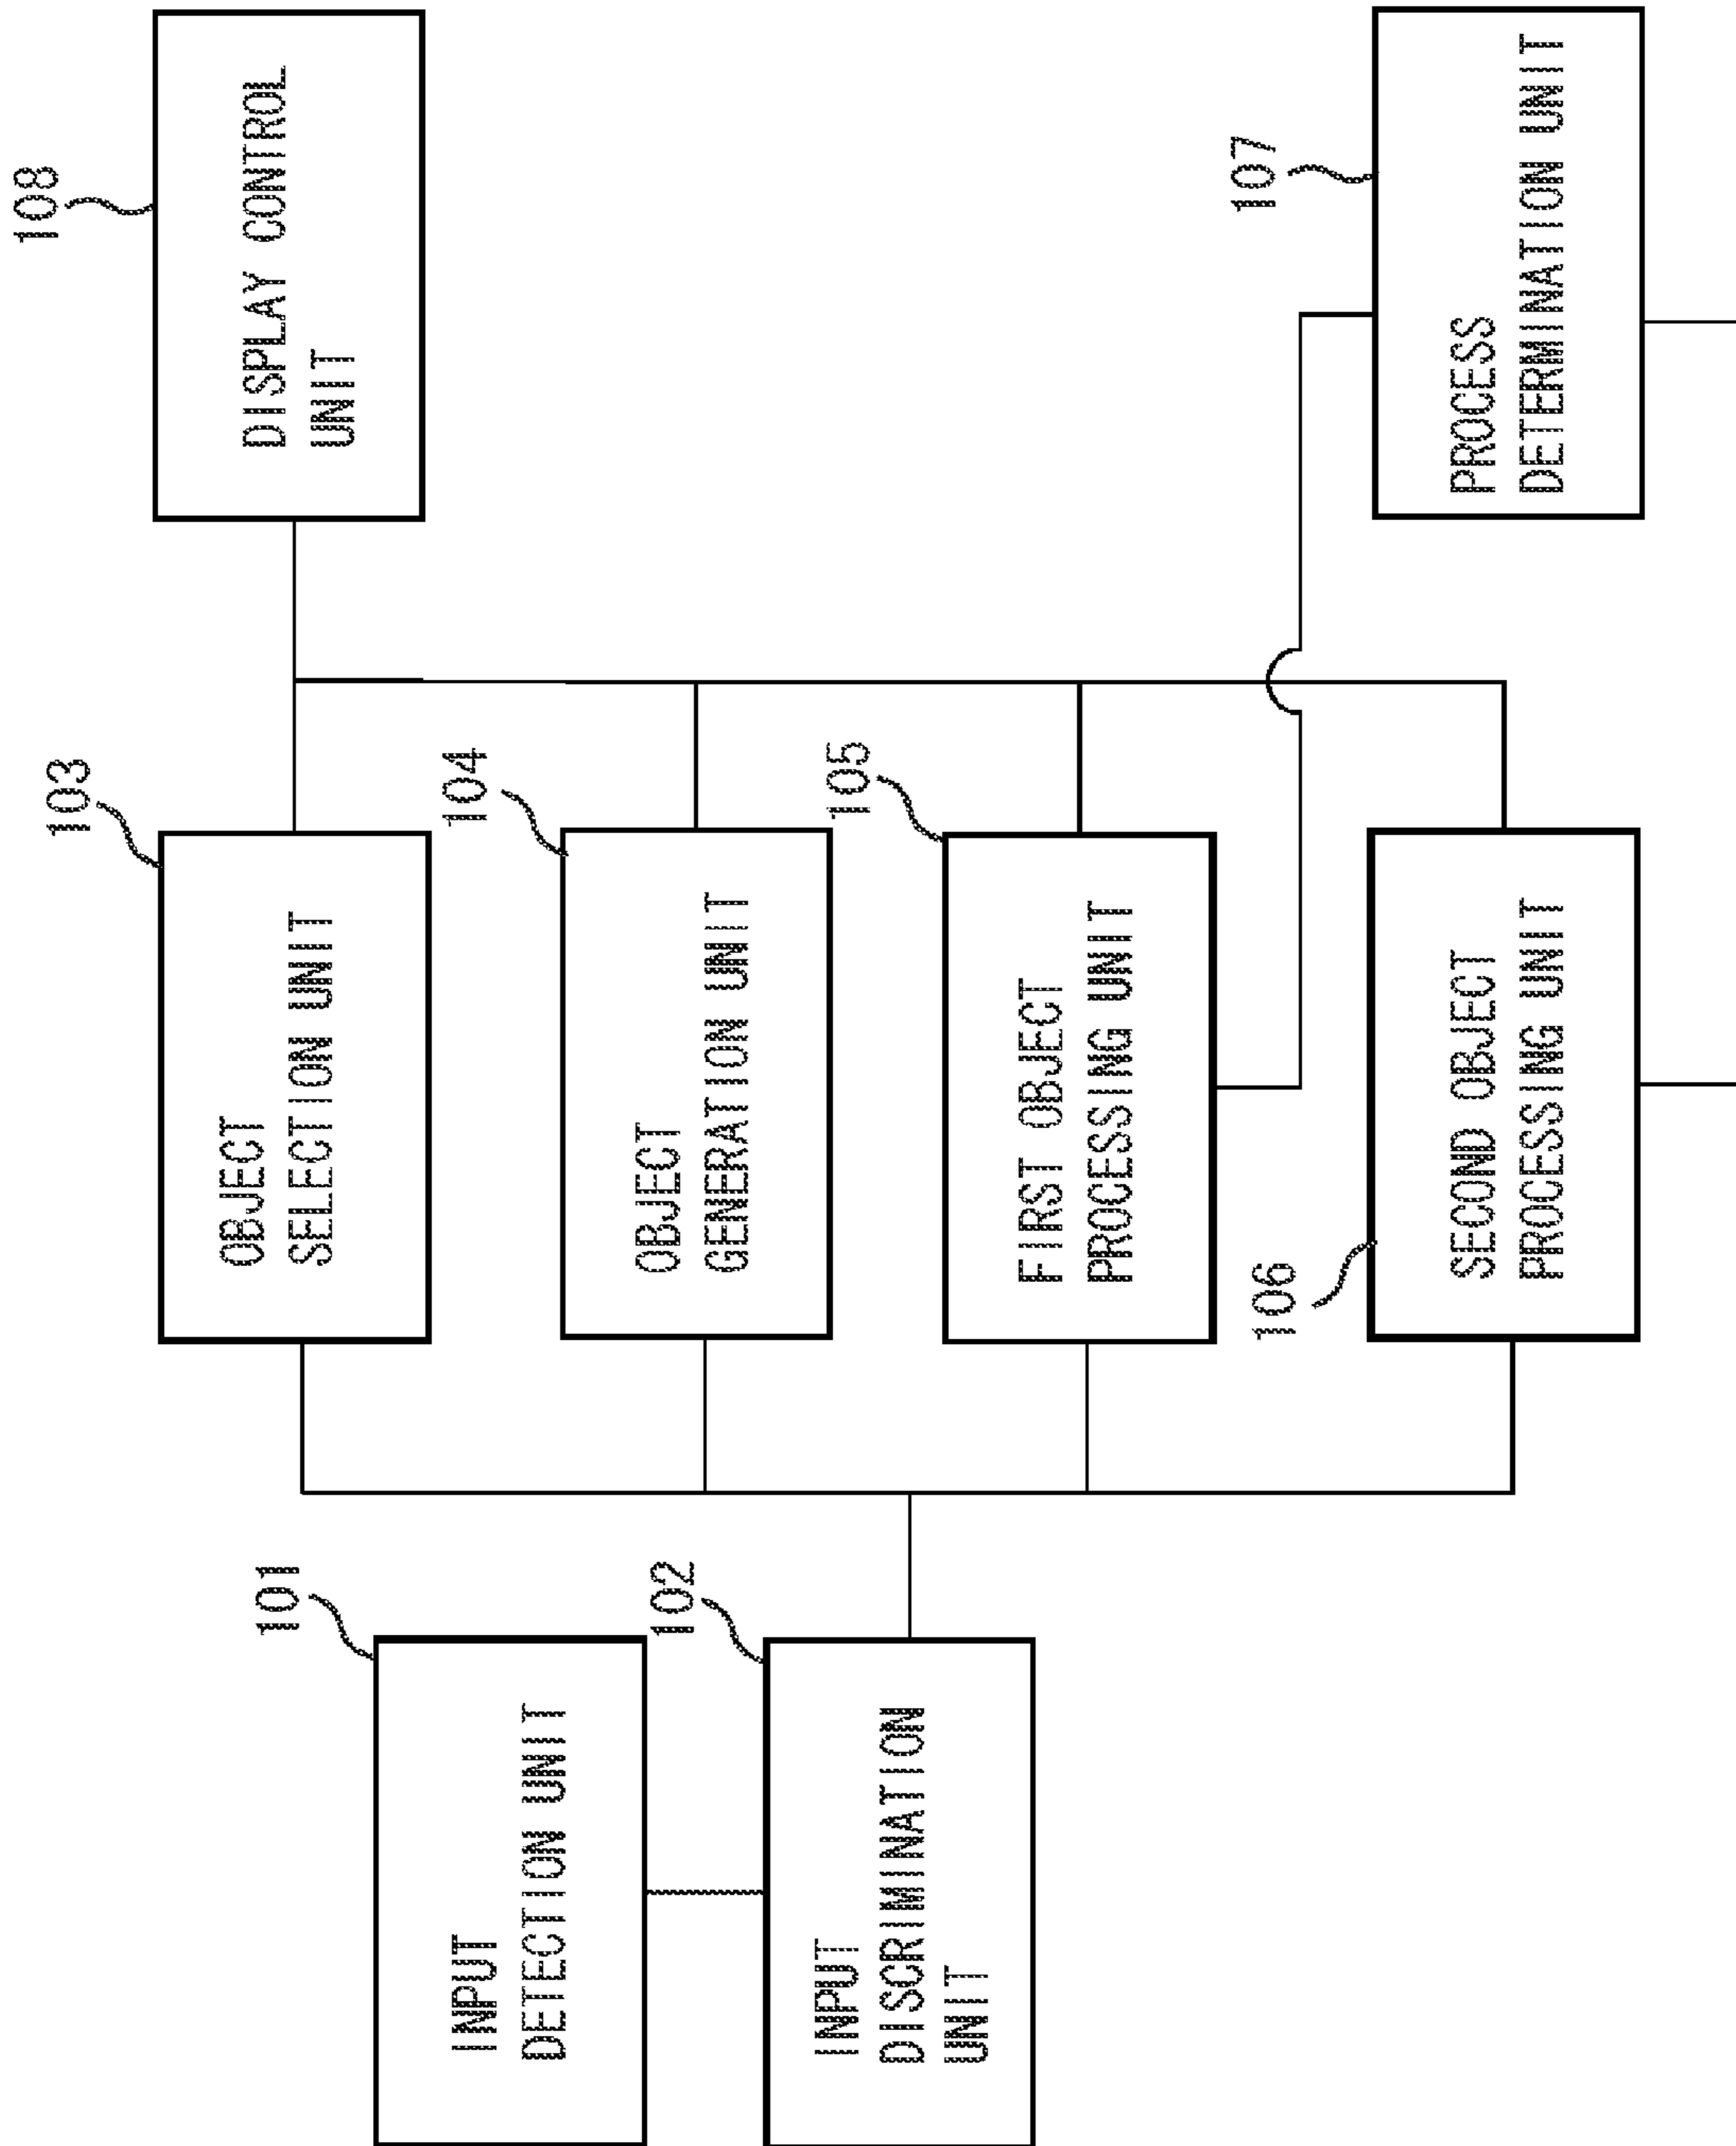 101
INPUT
DETECTION UNIT
102
INPUT
DISCRIMINATION
UNIT
103
OBJECT
SELECTION UNIT
104
OBJECT
GENERATION UNIT
105
FIRST OBJECT
PROCESSING UNIT
106
SECOND OBJECT
PROCESSING UNIT
108
DISPLAY CONTROL
UNIT
107
PROCESS
DETERMINATION UNIT